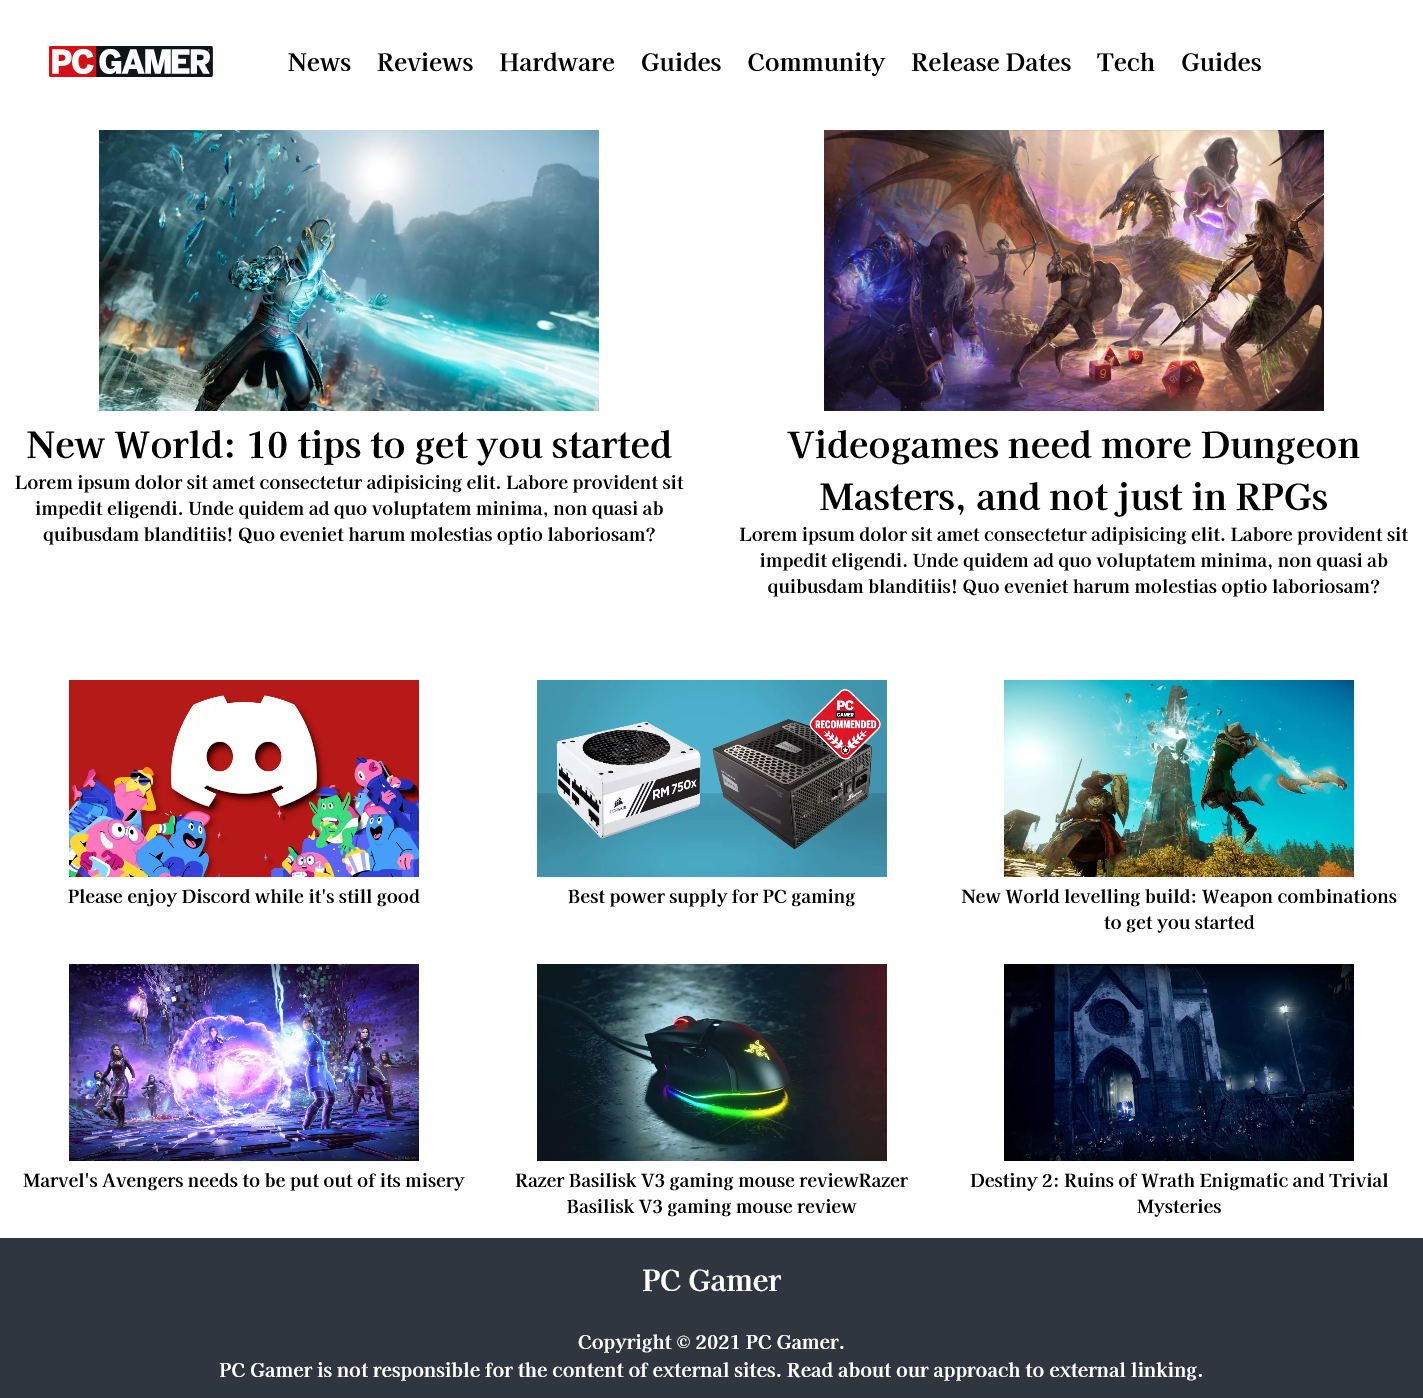 PC GAMER
News Reviews Hardware Guides Community Release Dates Tech Guides
New World: 10 tips to get you started
Lorem ipsum dolor sit amet consectetur adipisicing elit. Labore provident sit
impedit eligendi. Unde quidem ad quo voluptatem minima, non quasi ab
quibusdam blanditiis! Quo eveniet harum molestias optio laboriosam?
Videogames need more Dungeon
Masters, and not just in RPGs
Lorem ipsum dolor sit amet consectetur adipisicing elit. Labore provident sit
impedit eligendi. Unde quidem ad quo voluptatem minima, non quasi ab
quibusdam blanditiis! Quo eveniet harum molestias optio laboriosam?
Please enjoy Discord while it's still good
PC
GAMER
RECOMMENDED
RM 750x
Best power supply for PC gaming
New World levelling build: Weapon combinations
to get you started
Marvel's Avengers needs to be put out of its misery
Razer Basilisk V3 gaming mouse reviewRazer
Basilisk V3 gaming mouse review
Destiny 2: Ruins of Wrath Enigmatic and Trivial
Mysteries
PC Gamer
Copyright © 2021 PC Gamer.
PC Gamer is not responsible for the content of external sites. Read about our approach to external linking.